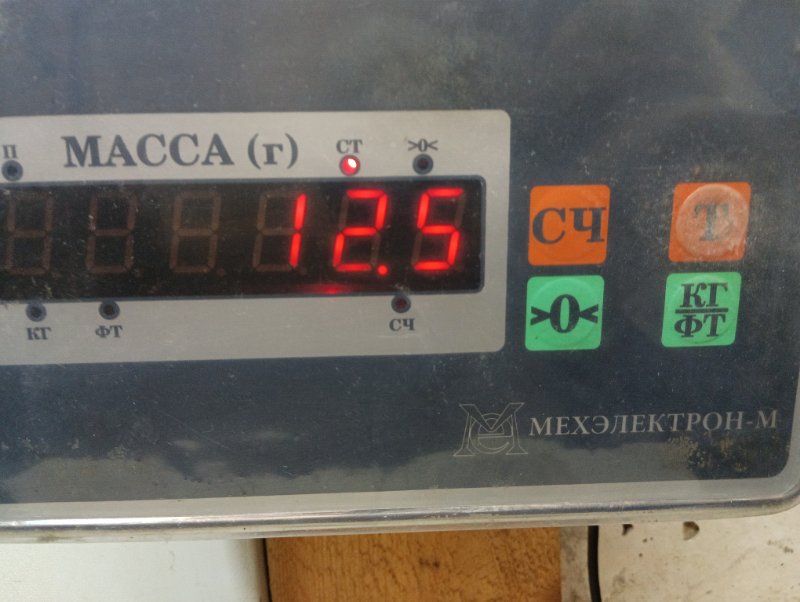 П МАССА (г) СТ >0<
12.5
КГ ФТ СЧ
СЧ Т
>0< КГ
ФТ
МЕХЭЛЕКТРОН-М